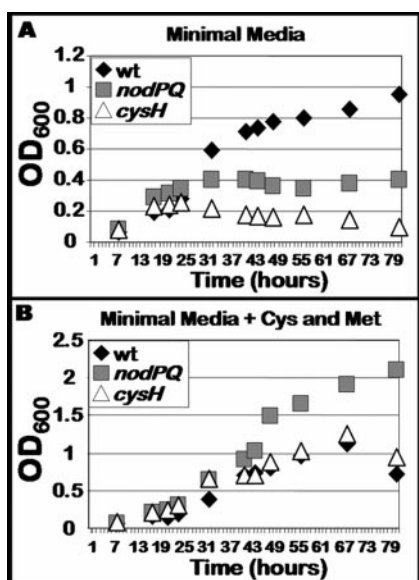 A
Minimal Media
wt
nodPQ
cysH
OD600
1.2
1
0.8
0.6
0.4
0.2
0
1 7 13 19 25 31 37 43 49 55 61 67 73 79
Time (hours)
B
Minimal Media + Cys and Met
wt
nodPQ
cysH
OD600
2.5
2
1.5
1
0.5
0
1 7 13 19 25 31 37 43 49 55 61 67 73 79
Time (hours)